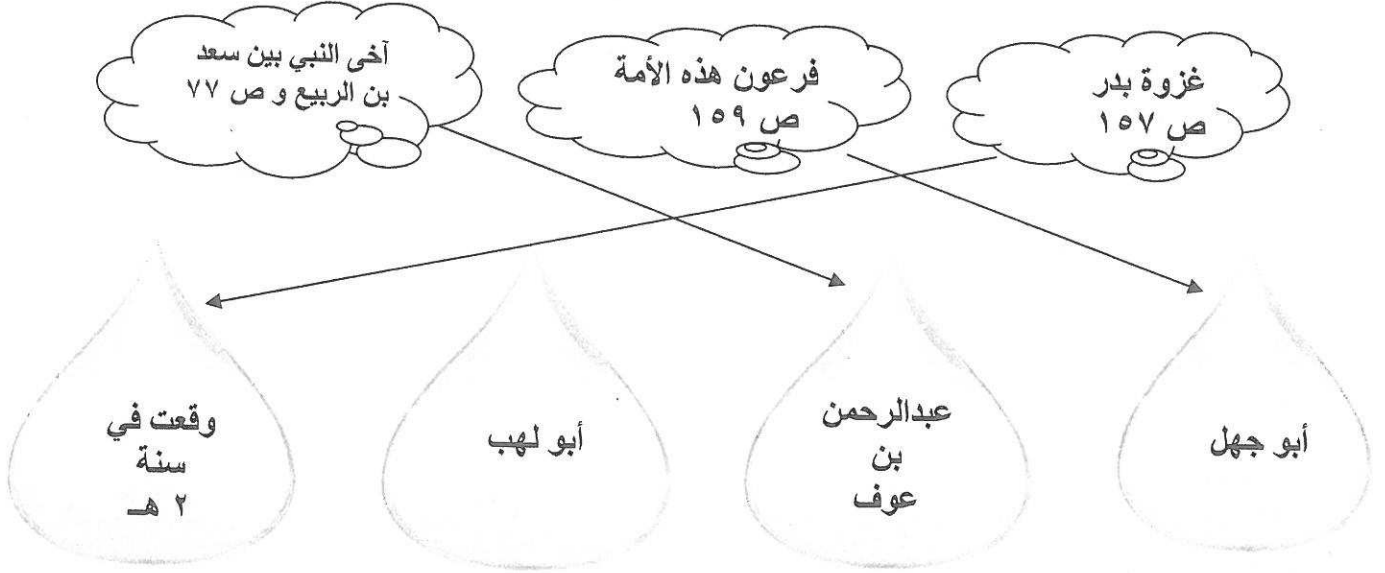 غزوة بدر
ص ١٥٧
فرعون هذه الأمة
ص ١٥٩
آخى النبي بين سعد
بن الربيع و ص ٧٧
أبو جهل
عبدالرحمن
بن
عوف
أبو لهب
وقعت في
سنة
٢ هـ